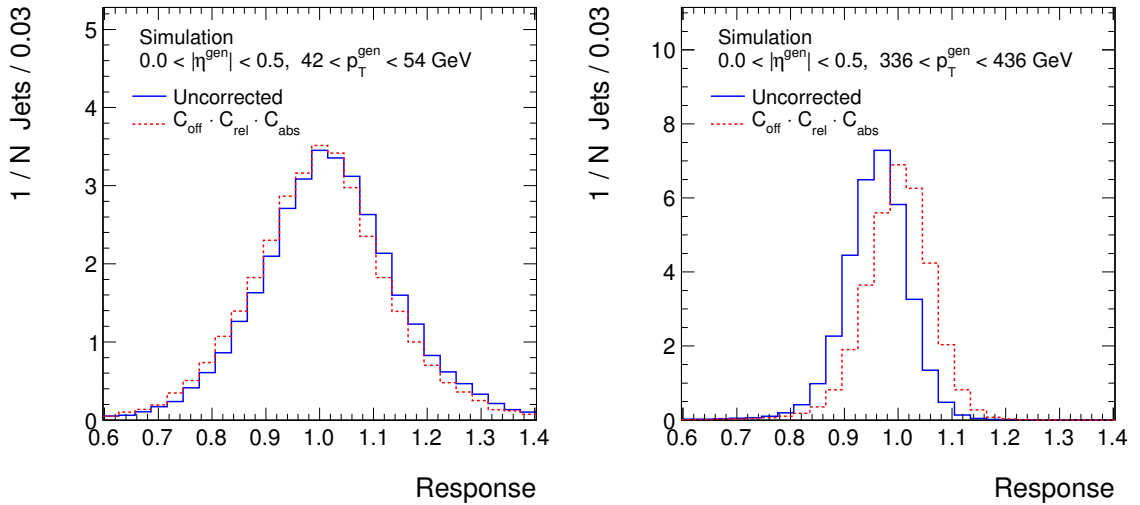 1 / N Jets / 0.03
5
4
3
2
1
0
Simulation
0.0 < |η^gen| < 0.5, 42 < p_T^gen < 54 GeV
Uncorrected
C_off · C_rel · C_abs
0.6 0.7 0.8 0.9 1.0 1.1 1.2 1.3 1.4
Response
1 / N Jets / 0.03
10
8
6
4
2
0
Simulation
0.0 < |η^gen| < 0.5, 336 < p_T^gen < 436 GeV
Uncorrected
C_off · C_rel · C_abs
0.6 0.7 0.8 0.9 1.0 1.1 1.2 1.3 1.4
Response